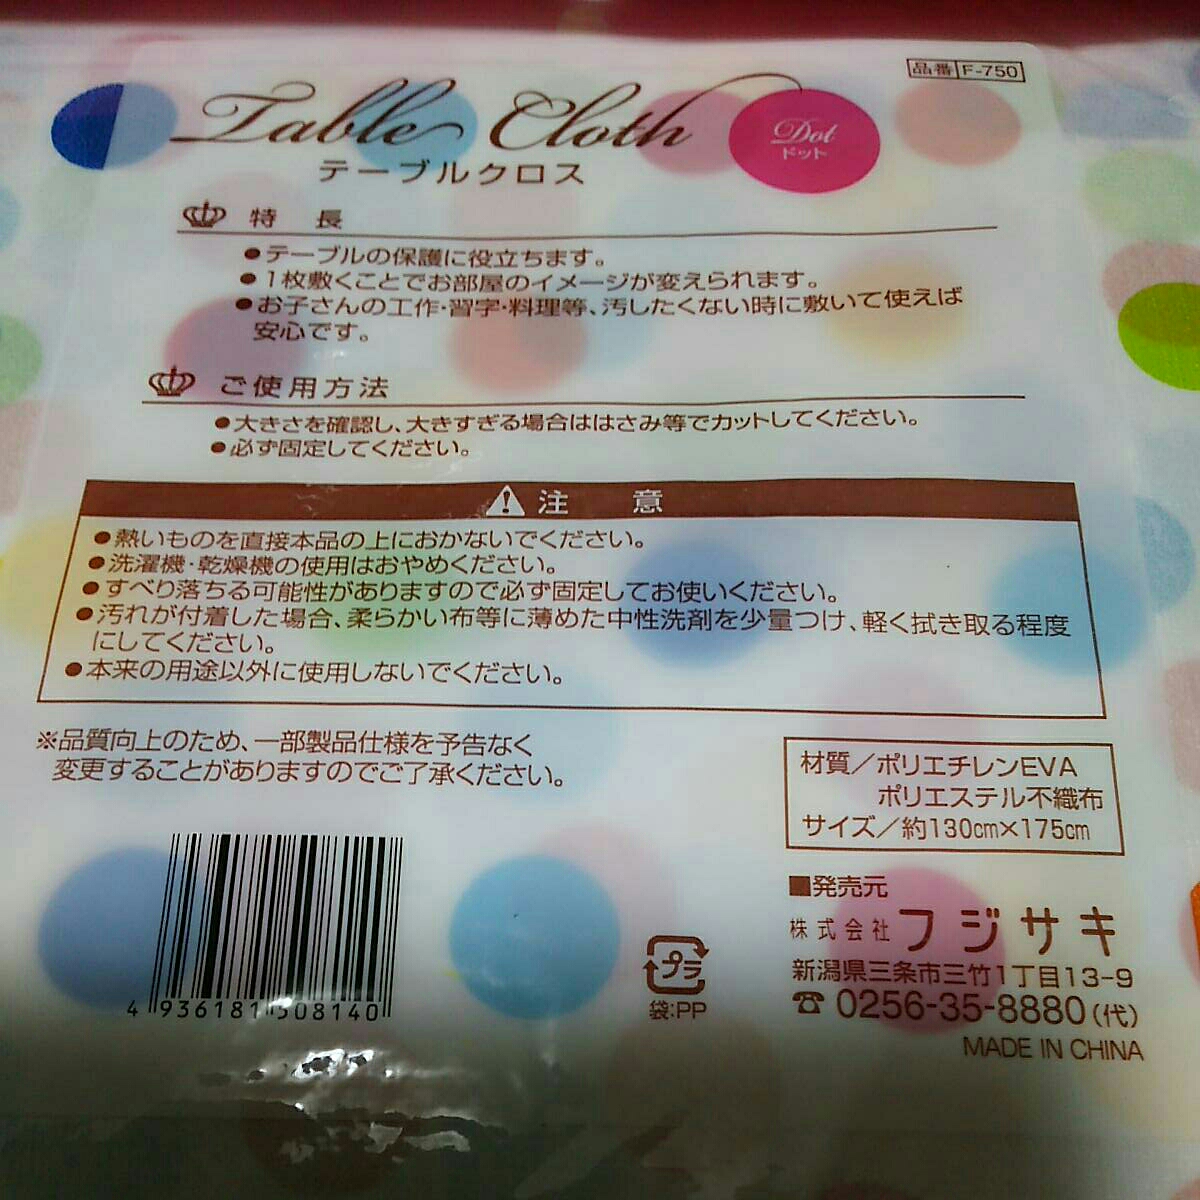 品番 F-750
Table Cloth
Dot
ドット
テーブルクロス
特 長
●テーブルの保護に役立ちます。
●1枚敷くことでお部屋のイメージが変えられます。
●お子さんの工作・習字・料理等、汚したくない時に敷いて使えば
安心です。
ご使用方法
●大きさを確認し、大きすぎる場合ははさみ等でカットしてください。
●必ず固定してください。
注 意
●熱いものを直接本品の上におかないでください。
●洗濯機・乾燥機の使用はおやめください。
●すべり落ちる可能性がありますので必ず固定してお使いください。
●汚れが付着した場合、柔らかい布等に薄めた中性洗剤を少量つけ、軽く拭き取る程度
にしてください。
●本来の用途以外に使用しないでください。
※品質向上のため、一部製品仕様を予告なく
変更することがありますのでご了承ください。
材質／ポリエチレンEVA
ポリエステル不織布
サイズ／約130cm×175cm
■発売元
株式会社 フジサキ
新潟県三条市三竹1丁目13-9
☎ 0256-35-8880(代)
MADE IN CHINA
プラ
袋:PP
4 936181 508140